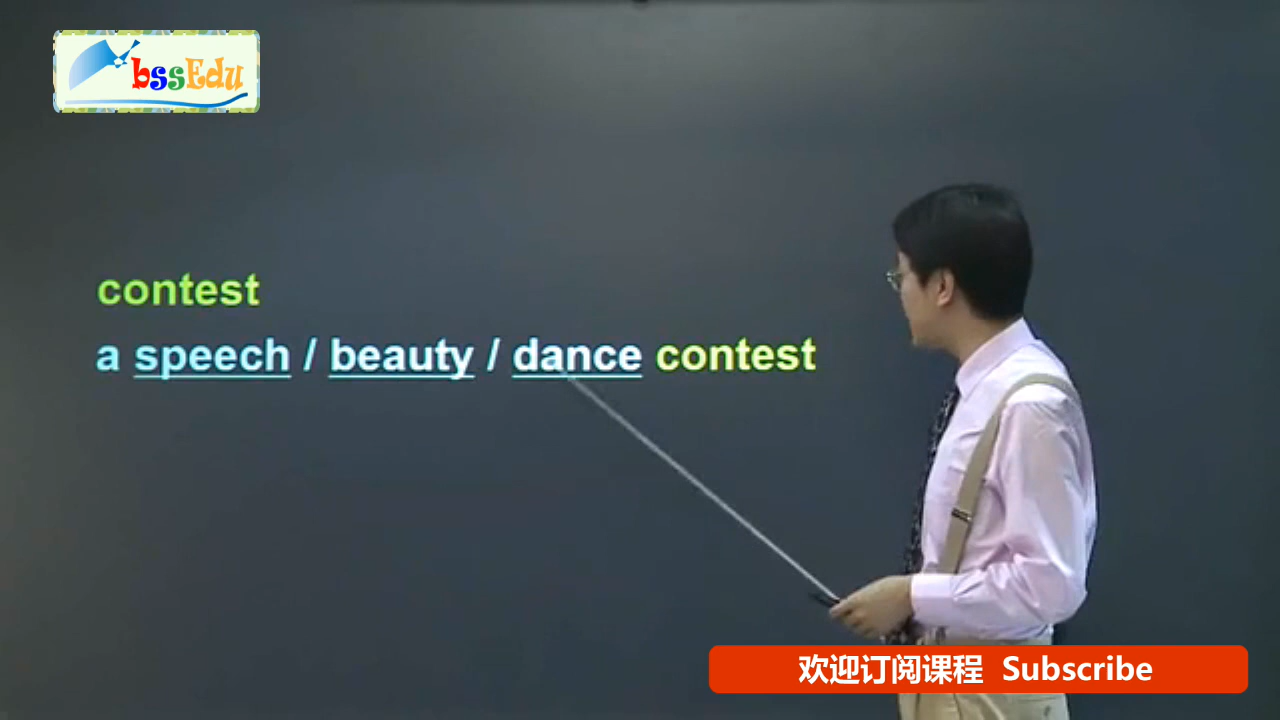 bssEdu
contest
a speech / beauty / dance contest
欢迎订阅课程 Subscribe